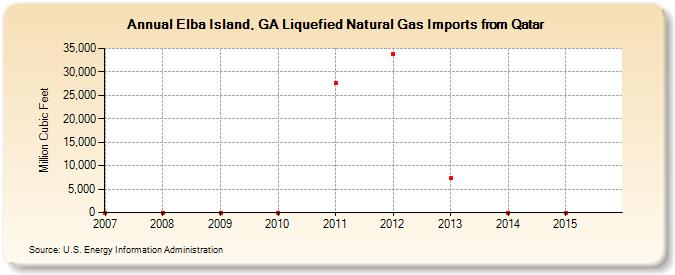 Annual Elba Island, GA Liquefied Natural Gas Imports from Qatar
Million Cubic Feet
35,000
30,000
25,000
20,000
15,000
10,000
5,000
0
2007 2008 2009 2010 2011 2012 2013 2014 2015
Source: U.S. Energy Information Administration